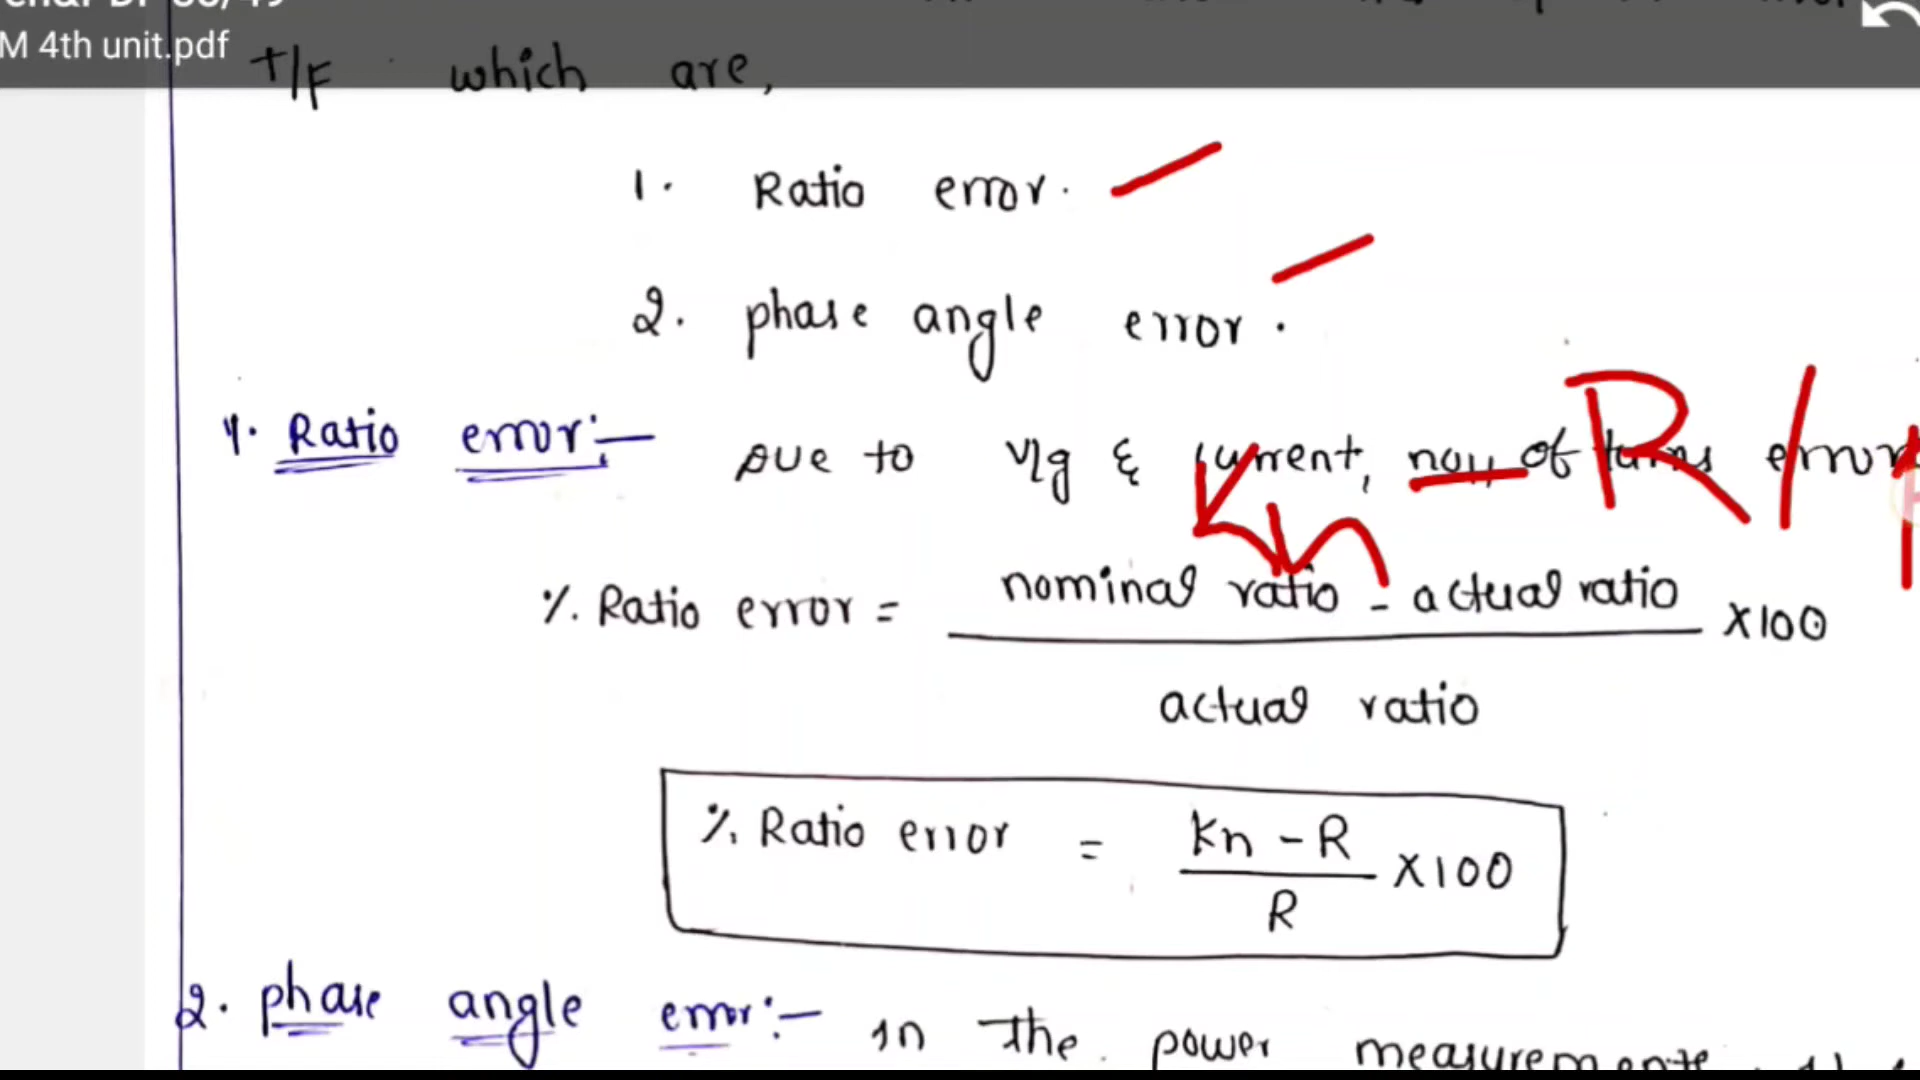 M 4th unit.pdf
T/F which are,
1. Ratio error.
2. phase angle error.
1. Ratio error:- Due to Vlg & current, no of turns error
R/
Kn
% Ratio error = nominal ratio - actual ratio / actual ratio X100
% Ratio error = Kn - R / R X100
2. phase angle error:- in the power